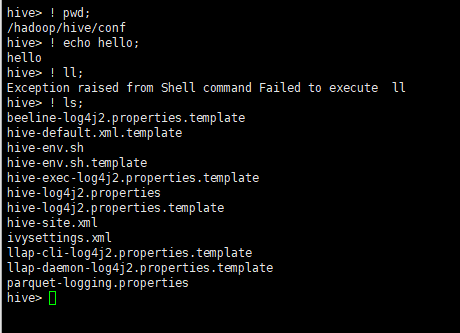 hive> ! pwd;
/hadoop/hive/conf
hive> ! echo hello;
hello
hive> ! ll;
Exception raised from Shell command Failed to execute  ll
hive> ! ls;
beeline-log4j2.properties.template
hive-default.xml.template
hive-env.sh
hive-env.sh.template
hive-exec-log4j2.properties.template
hive-log4j2.properties
hive-log4j2.properties.template
hive-site.xml
ivysettings.xml
llap-cli-log4j2.properties.template
llap-daemon-log4j2.properties.template
parquet-logging.properties
hive>